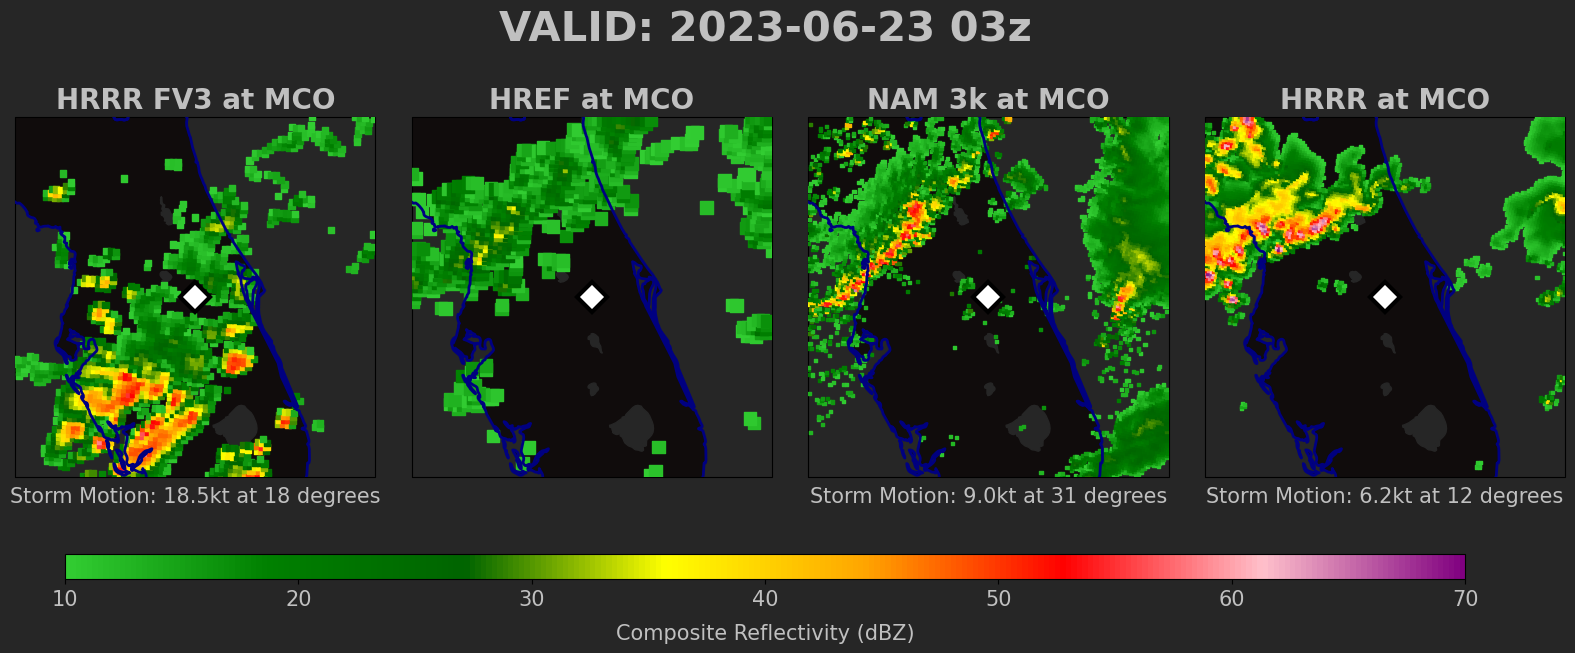 VALID: 2023-06-23 03z
HRRR FV3 at MCO
HREF at MCO
NAM 3k at MCO
HRRR at MCO
Storm Motion: 18.5kt at 18 degrees
Storm Motion: 9.0kt at 31 degrees
Storm Motion: 6.2kt at 12 degrees
10 20 30 40 50 60 70
Composite Reflectivity (dBZ)